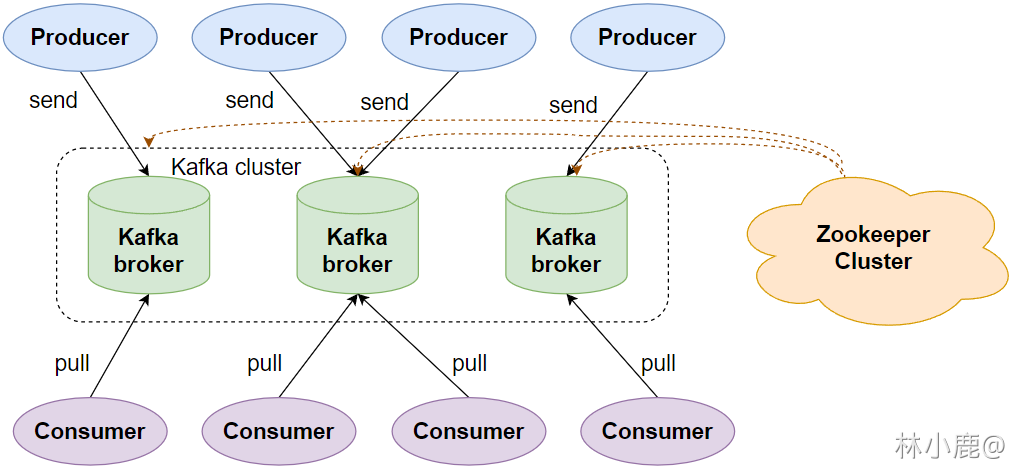 Producer
Producer
Producer
Producer
send
send
send
send
Kafka cluster
Kafka
broker
Kafka
broker
Kafka
broker
Zookeeper
Cluster
pull
pull
pull
pull
Consumer
Consumer
Consumer
Consumer
林小鹿@